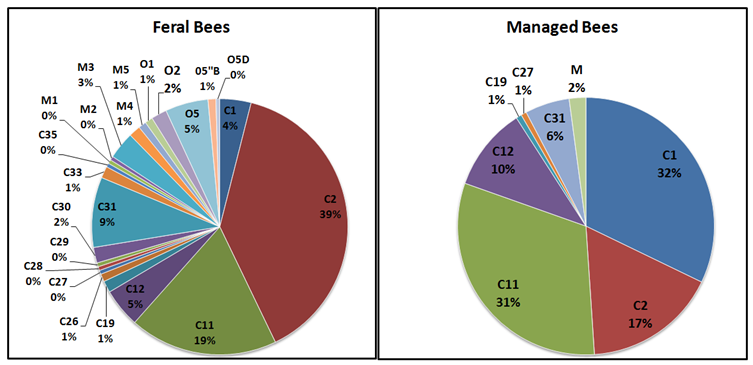 Feral Bees
C1
4%
C2
39%
C11
19%
C12
5%
C19
1%
C26
1%
C27
0%
C28
0%
C29
0%
C30
2%
C31
9%
C33
1%
C35
0%
M1
0%
M2
0%
M3
3%
M4
1%
M5
1%
O1
1%
O2
2%
O5
5%
05"B
1%
O5D
0%
Managed Bees
C1
32%
C2
17%
C11
31%
C12
10%
C19
1%
C27
1%
C31
6%
M
2%